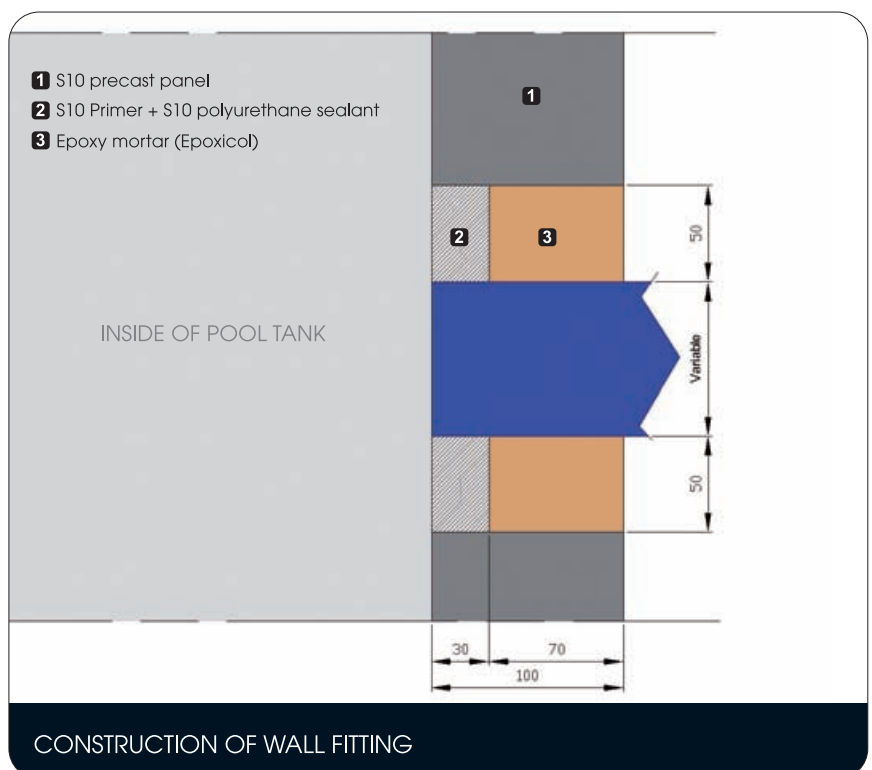 1 S10 precast panel
2 S10 Primer + S10 polyurethane sealant
3 Epoxy mortar (Epoxicol)
1
2
3
50
INSIDE OF POOL TANK
Variable
50
30
70
100
CONSTRUCTION OF WALL FITTING